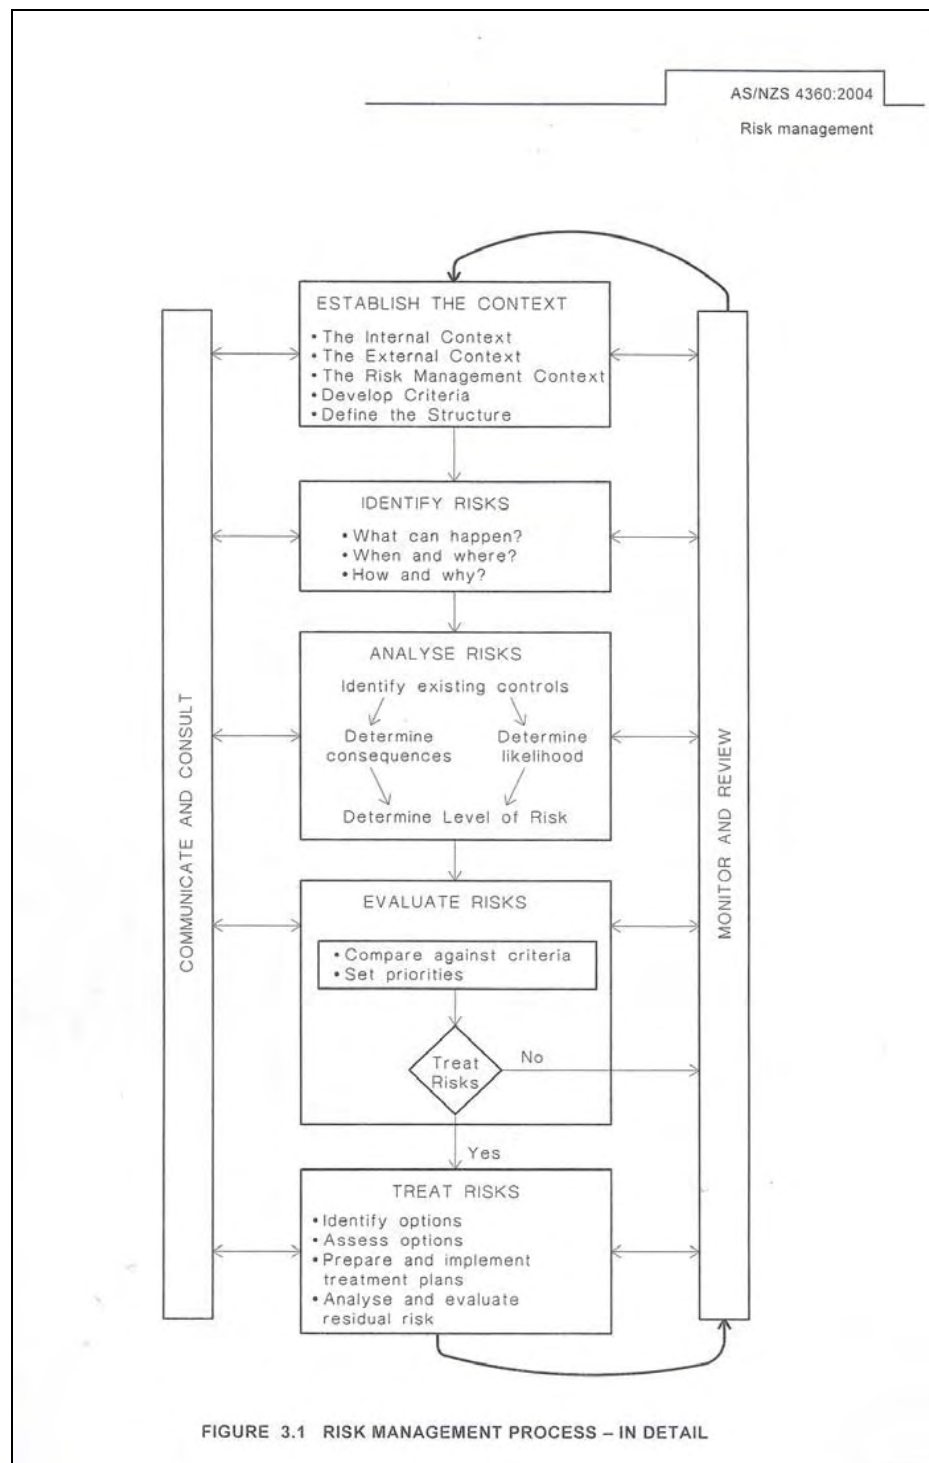 AS/NZS 4360:2004
Risk management
ESTABLISH THE CONTEXT
• The Internal Context
• The External Context
• The Risk Management Context
• Develop Criteria
• Define the Structure
IDENTIFY RISKS
• What can happen?
• When and where?
• How and why?
ANALYSE RISKS
Identify existing controls
Determine
consequences
Determine
likelihood
Determine Level of Risk
EVALUATE RISKS
• Compare against criteria
• Set priorities
Treat
Risks
No
Yes
TREAT RISKS
• Identify options
• Assess options
• Prepare and implement
treatment plans
• Analyse and evaluate
residual risk
COMMUNICATE AND CONSULT
MONITOR AND REVIEW
FIGURE 3.1 RISK MANAGEMENT PROCESS – IN DETAIL